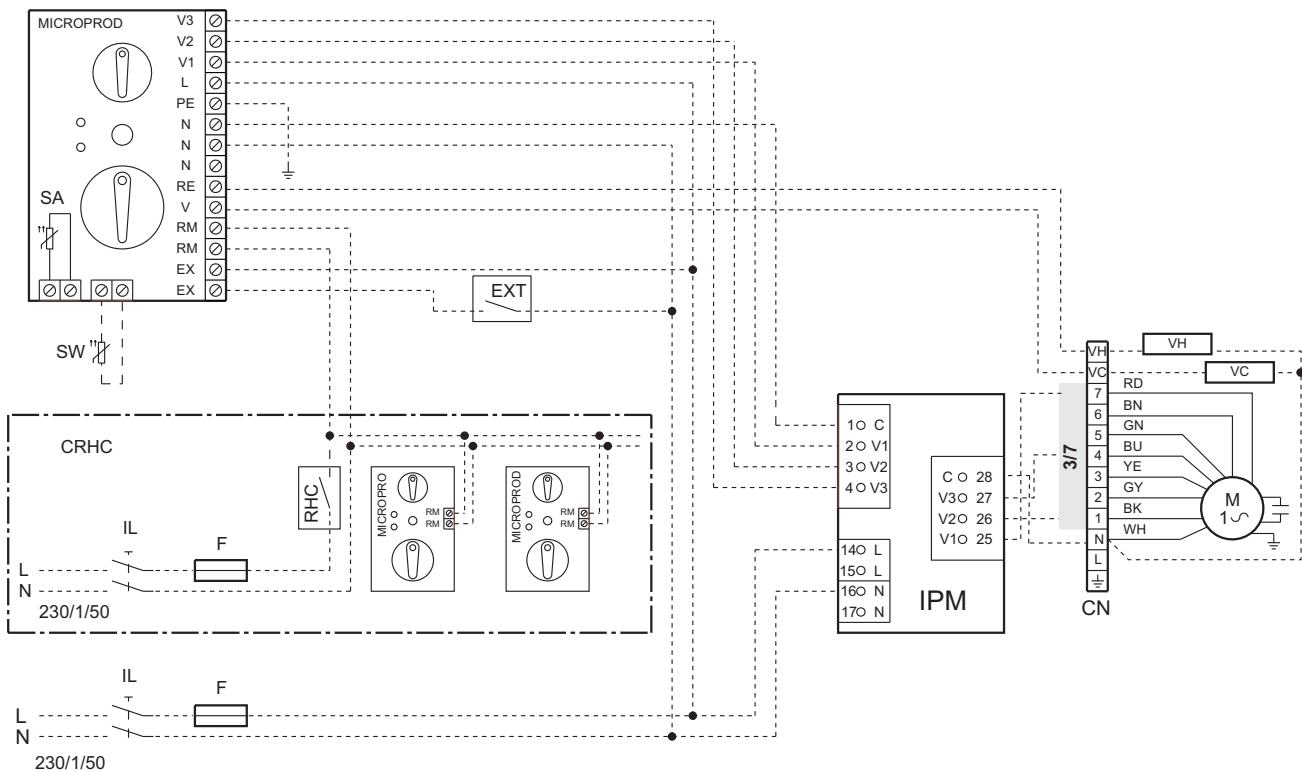 MICROPROD
V3
V2
V1
L
PE
N
N
N
RE
V
RM
RM
EX
EX
SA
SW
EXT
CRHC
RHC
MICROPRO
RM
RM
MICROPROD
RM
RM
IL
F
L
N
230/1/50
IL
F
L
N
230/1/50
1 C
2 V1
3 V2
4 V3
C 28
V3 27
V2 26
V1 25
14 L
15 L
16 N
17 N
IPM
3/7
VH
VC
7
6
5
4
3
2
1
N
L
CN
VH
VC
RD
BN
GN
BU
YE
GY
BK
WH
M
1